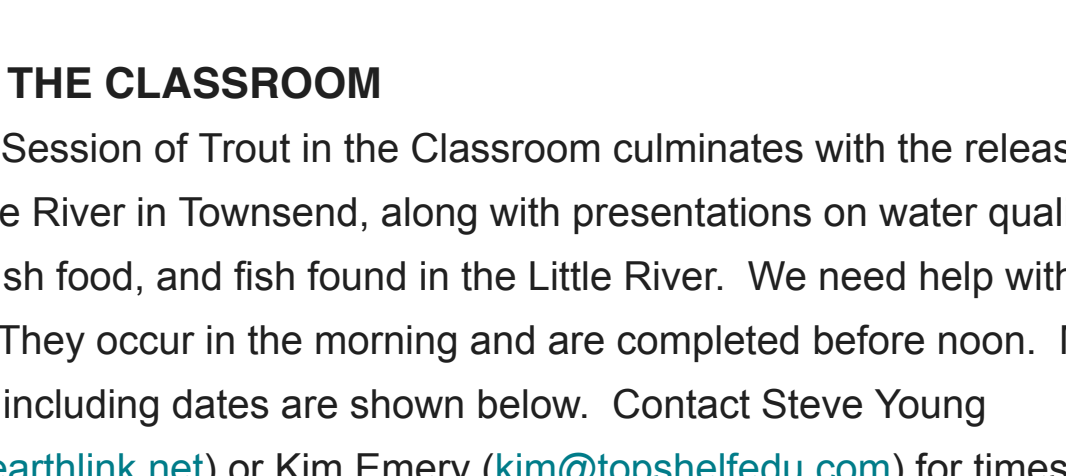 THE CLASSROOM
Session of Trout in the Classroom culminates with the releas
e River in Townsend, along with presentations on water qual
sh food, and fish found in the Little River.  We need help with
They occur in the morning and are completed before noon.
including dates are shown below.  Contact Steve Young
earthlink.net) or Kim Emery (kim@topshelfedu.com) for times